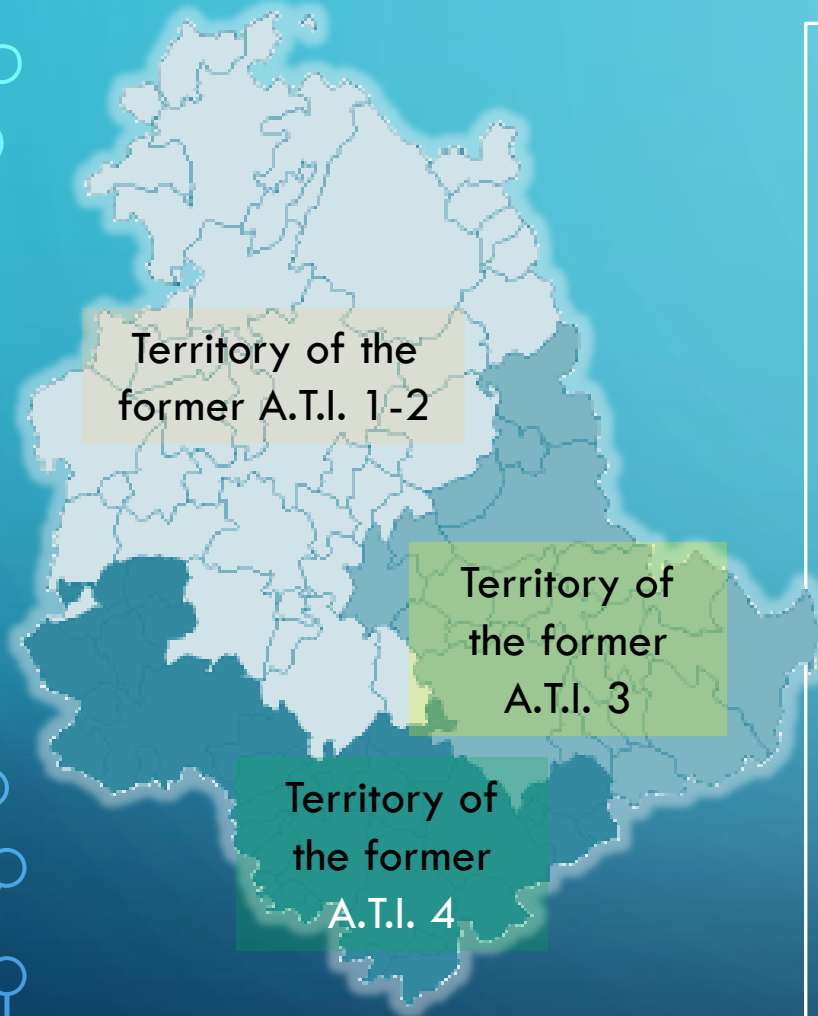 Territory of the
former A.T.I. 1-2
Territory of
the former
A.T.I. 3
Territory of
the former
A.T.I. 4